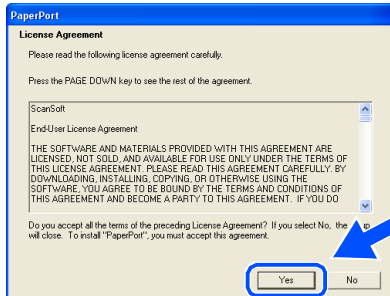 PaperPort
License Agreement
Please read the following license agreement carefully.
Press the PAGE DOWN key to see the rest of the agreement.
ScanSoft
End-User License Agreement
THE SOFTWARE AND MATERIALS PROVIDED WITH THIS AGREEMENT ARE
LICENSED, NOT SOLD, AND AVAILABLE FOR USE ONLY UNDER THE TERMS OF
THIS LICENSE AGREEMENT. PLEASE READ THIS AGREEMENT CAREFULLY. BY
DOWNLOADING, INSTALLING, COPYING, OR OTHERWISE USING THE
SOFTWARE, YOU AGREE TO BE BOUND BY THE TERMS AND CONDITIONS OF
THIS AGREEMENT AND BECOME A PARTY TO THIS AGREEMENT. IF YOU DO
Do you accept all the terms of the preceding License Agreement? If you select No, the up
will close. To install "PaperPort", you must accept this agreement.
Yes No